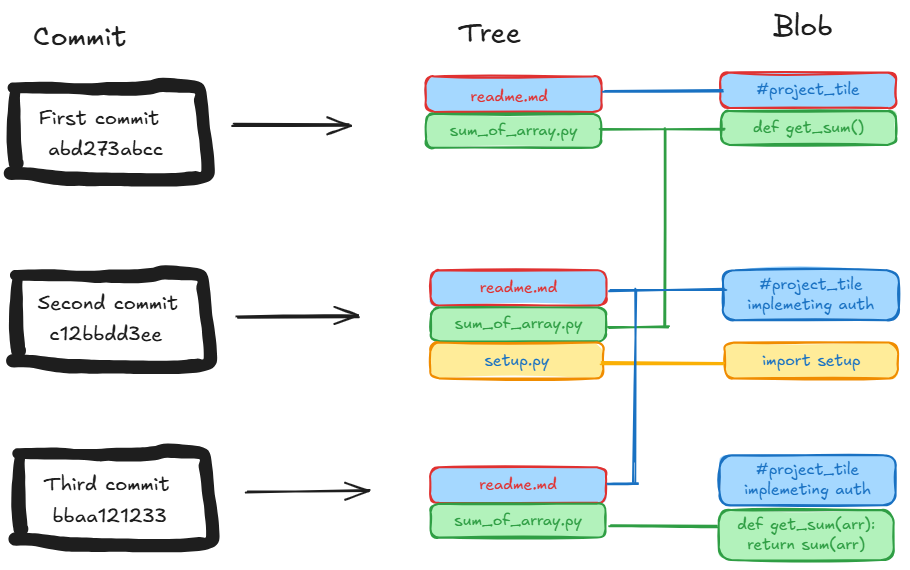 Commit
Tree
Blob
First commit
abd273abcc
readme.md
sum_of_array.py
#project_tile
def get_sum()
Second commit
c12bbdd3ee
readme.md
sum_of_array.py
setup.py
#project_tile
implemeting auth
import setup
Third commit
bbaa121233
readme.md
sum_of_array.py
#project_tile
implemeting auth
def get_sum(arr):
return sum(arr)